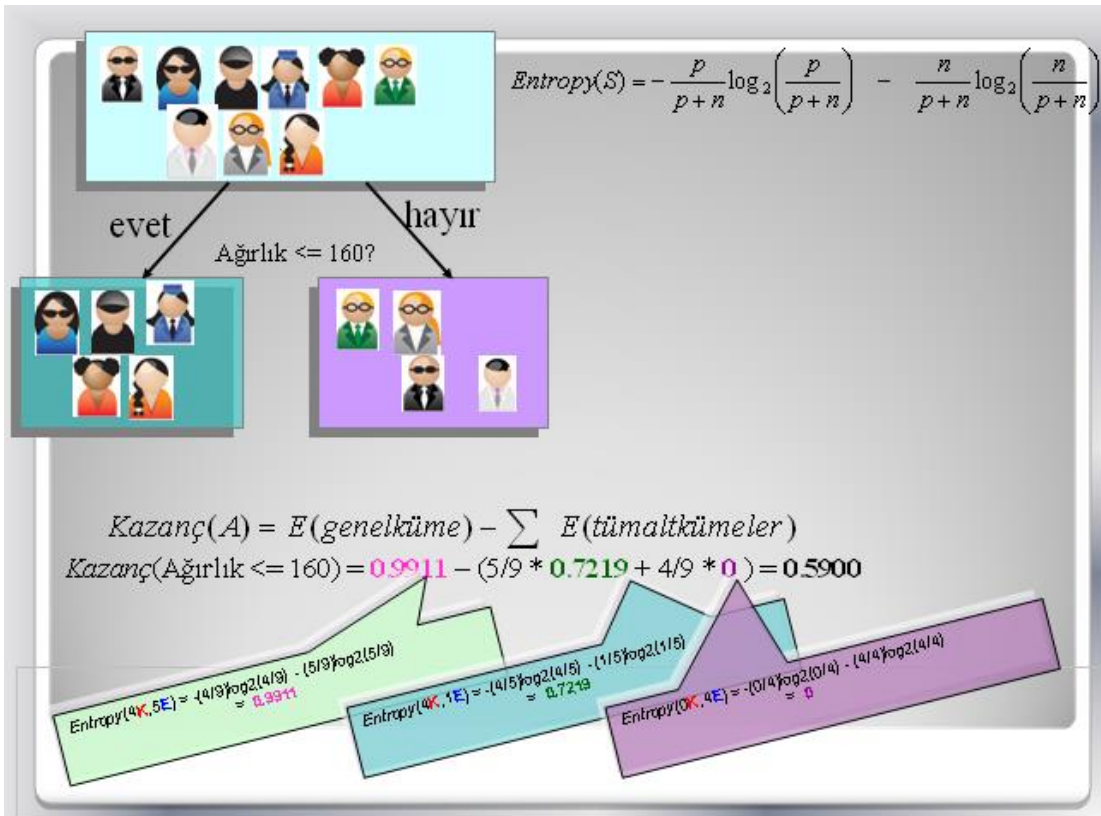 Entropy(S) = - p/(p+n) log₂(p/(p+n)) - n/(p+n) log₂(n/(p+n))
evet
hayır
Ağırlık <= 160?
Kazanç(A) = E(genelküme) − ∑ E(tümaltkümeler)
Kazanç(Ağırlık <= 160) = 0.9911 − (5/9 * 0.7219 + 4/9 * 0 ) = 0.5900
Entropy(4K,5E) = -(4/9)log2(4/9) - (5/9)log2(5/9)
= 0.9911
Entropy(4K,1E) = -(4/5)log2(4/5) - (1/5)log2(1/5)
= 0.7219
Entropy(0K,4E) = -(0/4)log2(0/4) - (4/4)log2(4/4)
= 0